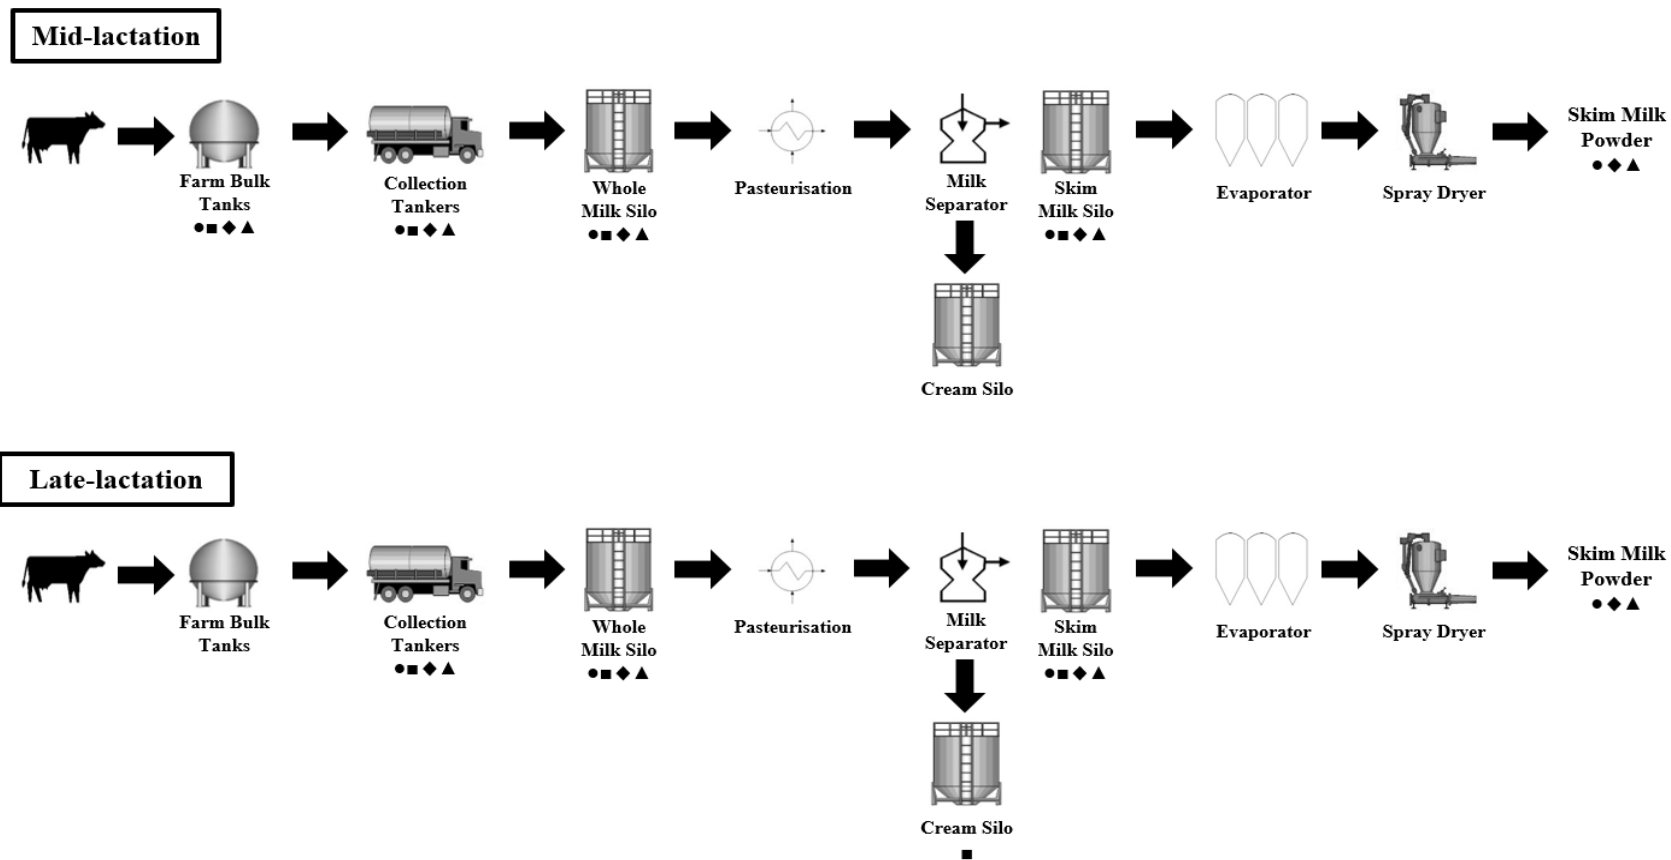 Mid-lactation
Farm Bulk
Tanks
●■ ◆ ▲
Collection
Tankers
●■ ◆ ▲
Whole
Milk Silo
●■ ◆ ▲
Pasteurisation
Milk
Separator
Cream Silo
Skim
Milk Silo
●■ ◆ ▲
Evaporator
Spray Dryer
Skim Milk
Powder
● ◆ ▲
Late-lactation
Farm Bulk
Tanks
Collection
Tankers
●■ ◆ ▲
Whole
Milk Silo
●■ ◆ ▲
Pasteurisation
Milk
Separator
Cream Silo
■
Skim
Milk Silo
●■ ◆ ▲
Evaporator
Spray Dryer
Skim Milk
Powder
● ◆ ▲